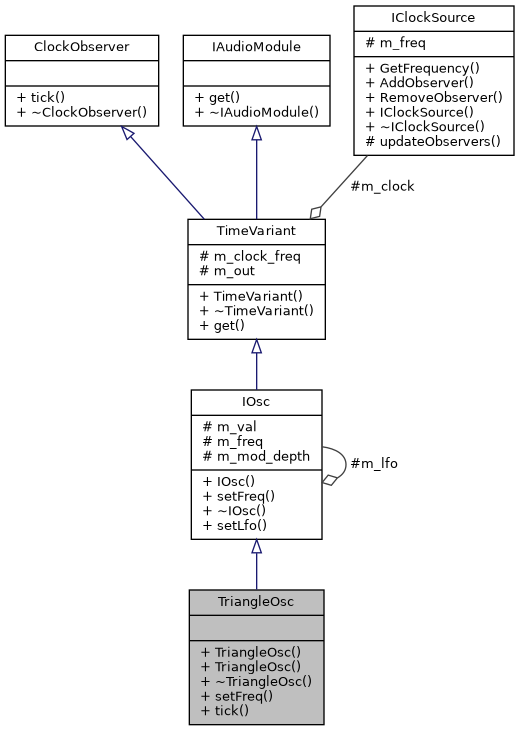 ClockObserver
+ tick()
+ ~ClockObserver()
IAudioModule
+ get()
+ ~IAudioModule()
IClockSource
# m_freq
+ GetFrequency()
+ AddObserver()
+ RemoveObserver()
+ IClockSource()
+ ~IClockSource()
# updateObservers()
#m_clock
TimeVariant
# m_clock_freq
# m_out
+ TimeVariant()
+ ~TimeVariant()
+ get()
IOsc
# m_val
# m_freq
# m_mod_depth
+ IOsc()
+ setFreq()
+ ~IOsc()
+ setLfo()
#m_lfo
TriangleOsc
+ TriangleOsc()
+ TriangleOsc()
+ ~TriangleOsc()
+ setFreq()
+ tick()